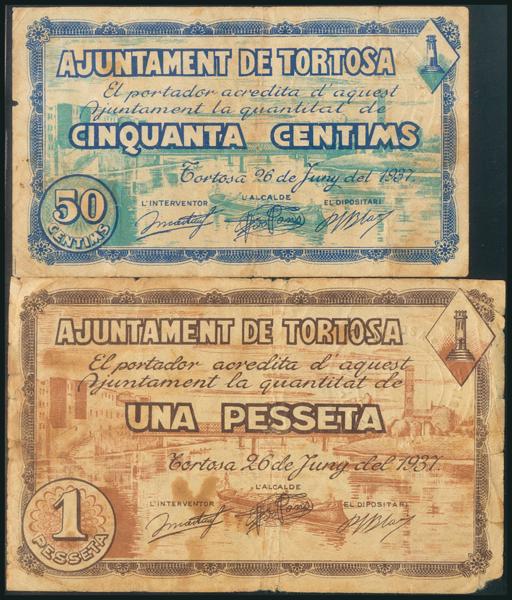 AJUNTAMENT DE TORTOSA
El portador acredita d'aquest
Ajuntament la quantitat de
CINQUANTA CENTIMS
Tortosa 26 de Juny del 1937.
L'INTERVENTOR L'ALCALDE EL DIPOSITARI
50
CENTIMS
AJUNTAMENT DE TORTOSA
El portador acredita d'aquest
Ajuntament la quantitat de
UNA PESSETA
Tortosa 26 de Juny del 1937.
L'INTERVENTOR L'ALCALDE EL DIPOSITARI
1
PESSETA